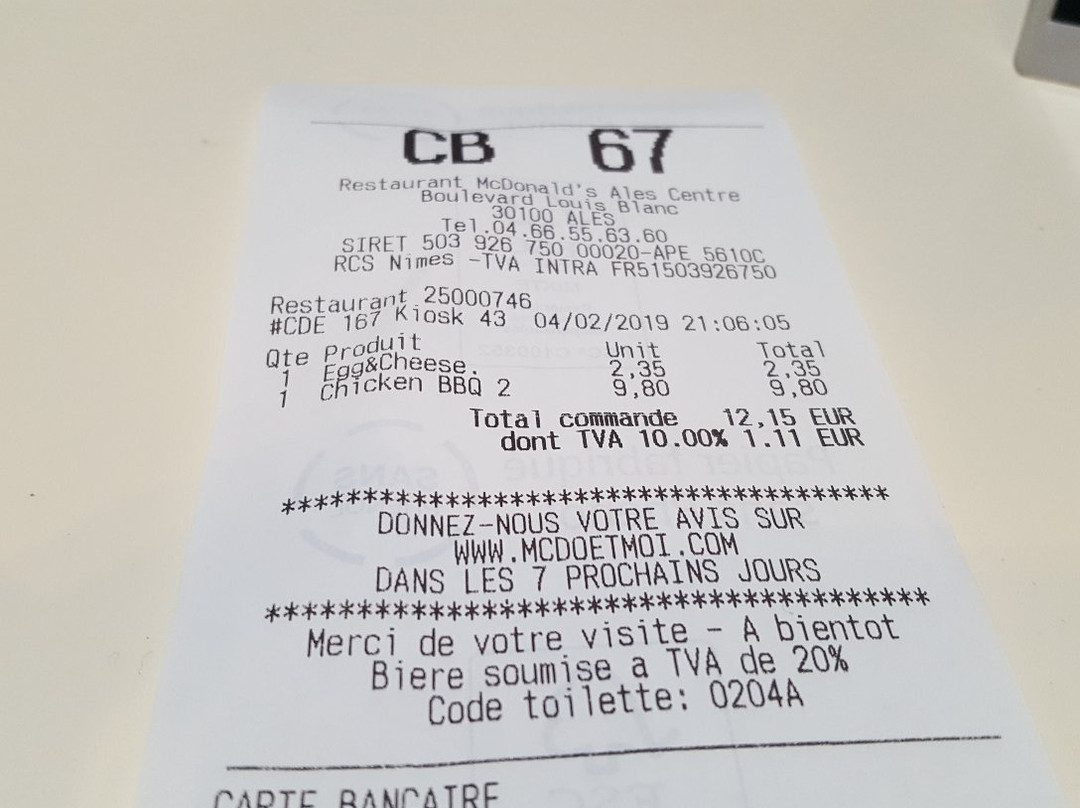 CB 67
Restaurant McDonald's Ales Centre
Boulevard Louis Blanc
30100 ALES
Tel.04.66.55.63.60
SIRET 503 926 750 00020-APE 5610C
RCS Nimes -TVA INTRA FR51503926750
Restaurant 25000746
#CDE 167 Kiosk 43 04/02/2019 21:06:05
Qte Produit Unit Total
1 Egg&Cheese. 2,35 2,35
1 Chicken BBQ 2 9,80 9,80
Total commande 12,15 EUR
dont TVA 10.00% 1.11 EUR
****************************************
DONNEZ-NOUS VOTRE AVIS SUR
WWW.MCDOETMOI.COM
DANS LES 7 PROCHAINS JOURS
****************************************
Merci de votre visite - A bientot
Biere soumise a TVA de 20%
Code toilette: 0204A
CARTE BANCAIRE